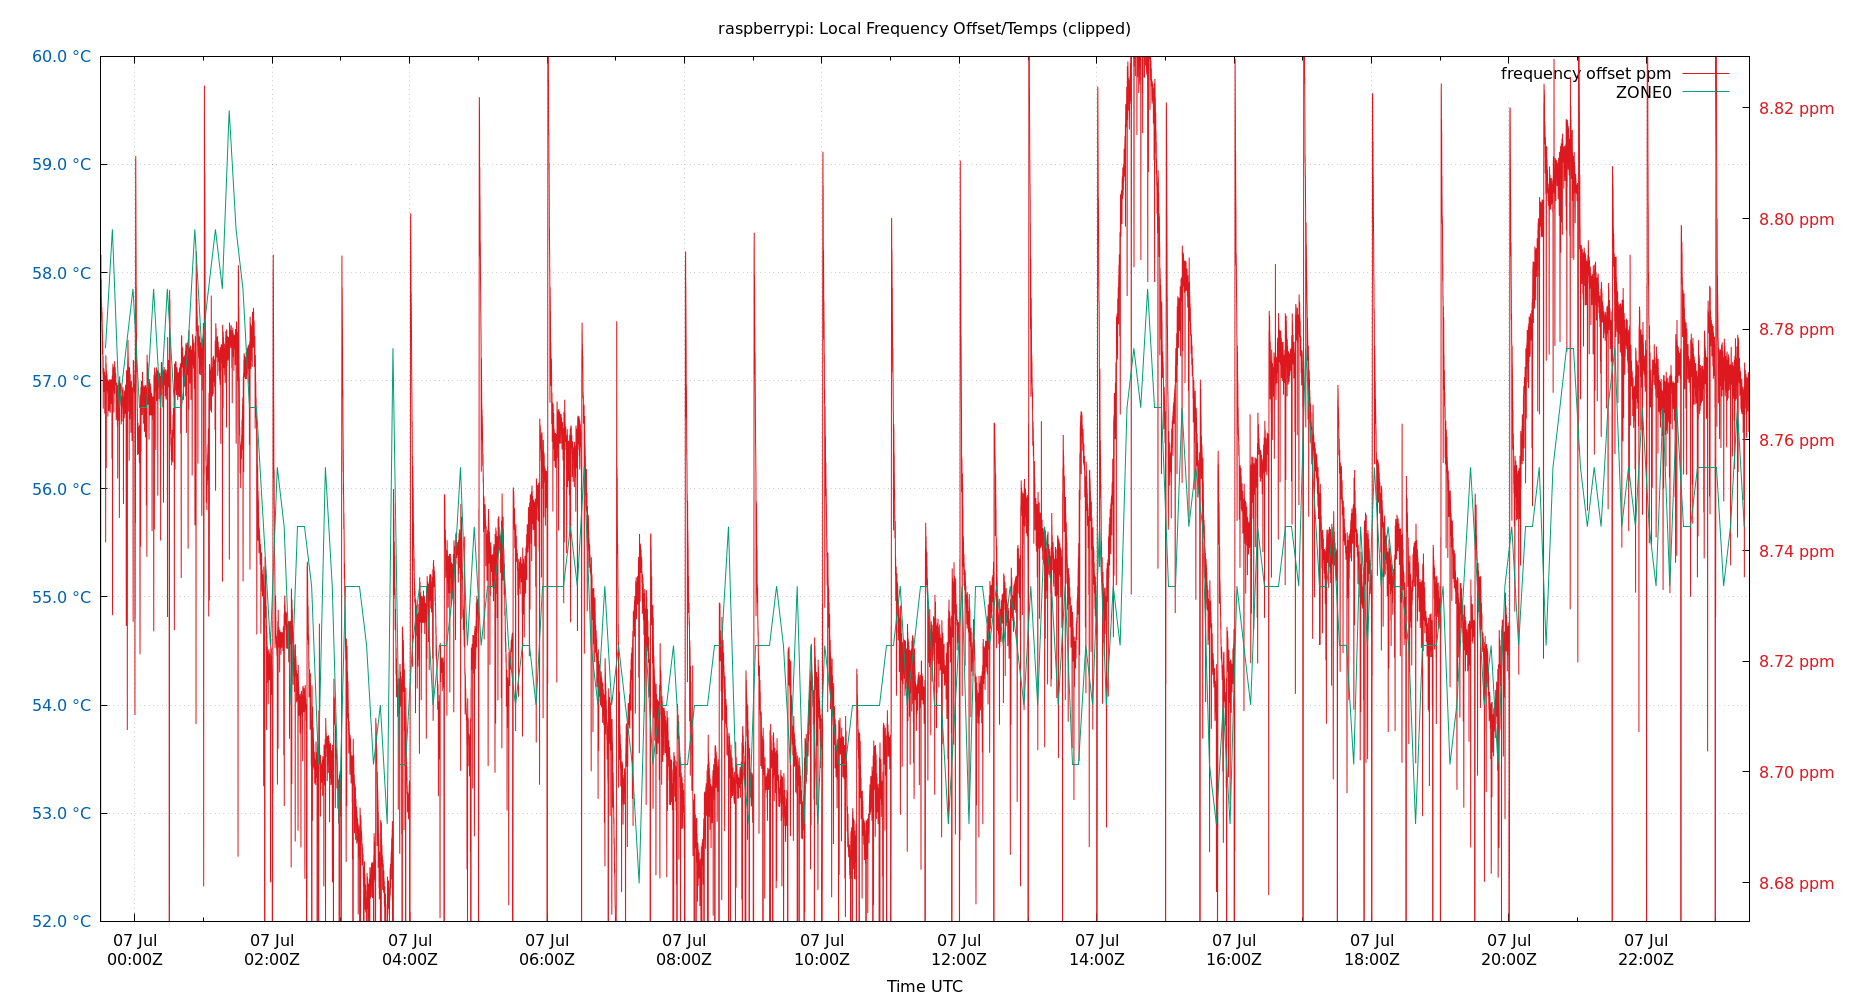 raspberrypi: Local Frequency Offset/Temps (clipped)
60.0 °C
59.0 °C
58.0 °C
57.0 °C
56.0 °C
55.0 °C
54.0 °C
53.0 °C
52.0 °C
frequency offset ppm
ZONE0
8.82 ppm
8.80 ppm
8.78 ppm
8.76 ppm
8.74 ppm
8.72 ppm
8.70 ppm
8.68 ppm
07 Jul 07 Jul 07 Jul 07 Jul 07 Jul 07 Jul 07 Jul 07 Jul 07 Jul 07 Jul 07 Jul 07 Jul
00:00Z 02:00Z 04:00Z 06:00Z 08:00Z 10:00Z 12:00Z 14:00Z 16:00Z 18:00Z 20:00Z 22:00Z
Time UTC